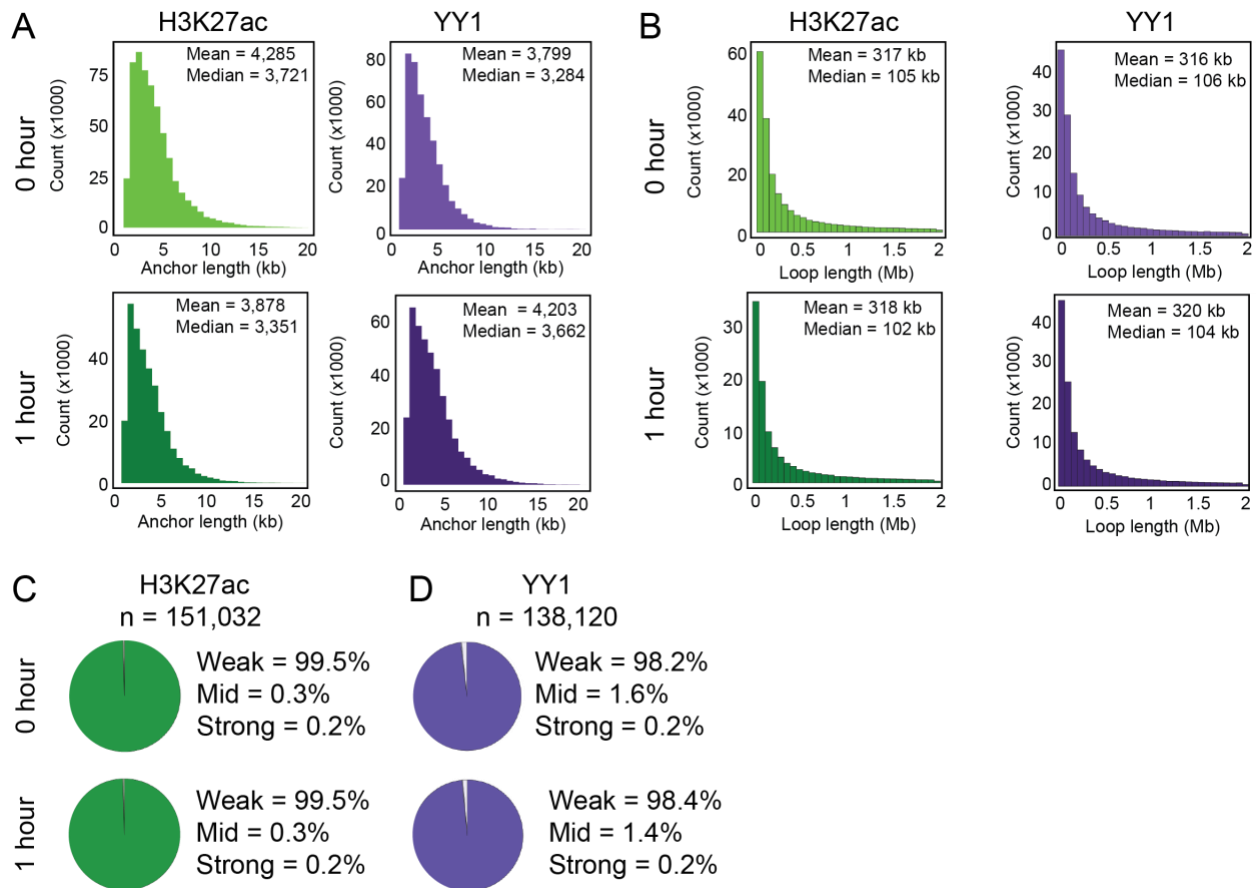 A
H3K27ac
YY1
0 hour
Count (x1000)
75
50
25
0
Mean = 4,285
Median = 3,721
0 5 10 15 20
Anchor length (kb)
Count (x1000)
80
60
40
20
0
Mean = 3,799
Median = 3,284
0 5 10 15 20
Anchor length (kb)
1 hour
Count (x1000)
40
20
0
Mean = 3,878
Median = 3,351
0 5 10 15 20
Anchor length (kb)
Count (x1000)
60
40
20
0
Mean = 4,203
Median = 3,662
0 5 10 15 20
Anchor length (kb)
B
H3K27ac
YY1
0 hour
Count (x1000)
60
40
20
0
Mean = 317 kb
Median = 105 kb
0 0.5 1 1.5 2
Loop length (Mb)
Count (x1000)
40
30
20
10
0
Mean = 316 kb
Median = 106 kb
0 0.5 1 1.5 2
Loop length (Mb)
1 hour
Count (x1000)
30
20
10
0
Mean = 318 kb
Median = 102 kb
0 0.5 1 1.5 2
Loop length (Mb)
Count (x1000)
40
30
20
10
0
Mean = 320 kb
Median = 104 kb
0 0.5 1 1.5 2
Loop length (Mb)
C
H3K27ac
n = 151,032
0 hour
Weak = 99.5%
Mid = 0.3%
Strong = 0.2%
1 hour
Weak = 99.5%
Mid = 0.3%
Strong = 0.2%
D
YY1
n = 138,120
Weak = 98.2%
Mid = 1.6%
Strong = 0.2%
Weak = 98.4%
Mid = 1.4%
Strong = 0.2%